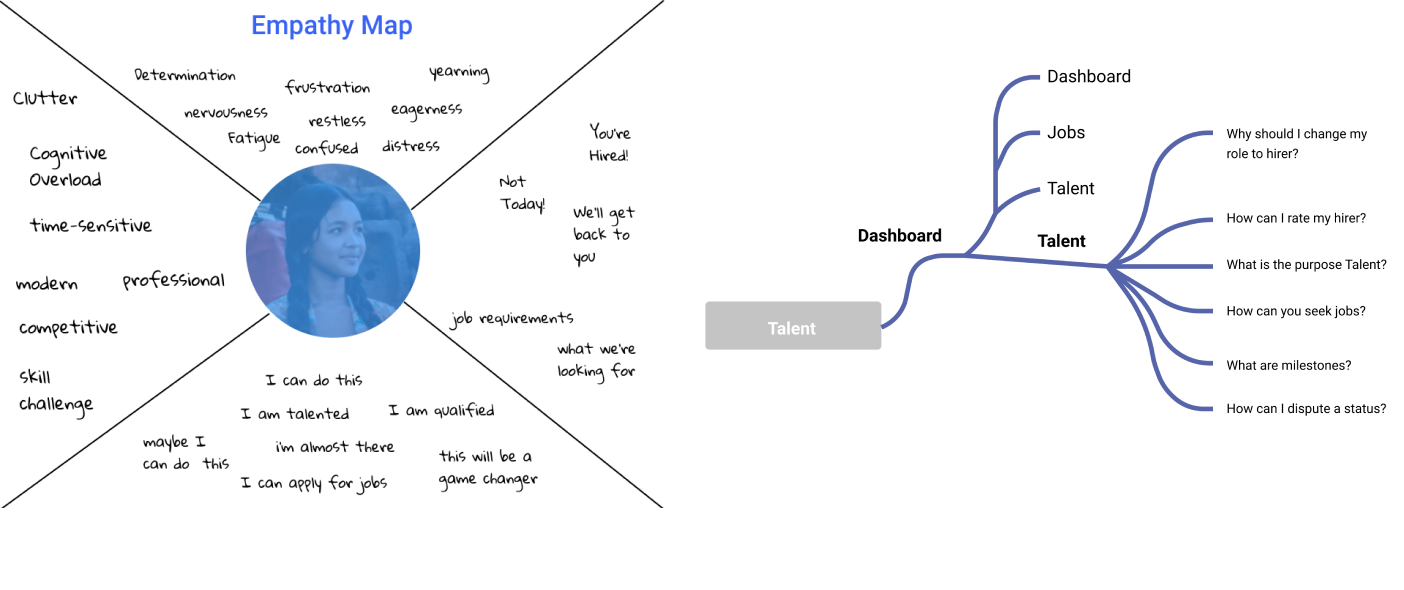 Empathy Map
Determination
frustration
yearning
nervousness
restless
eagerness
Fatigue
confused
distress
Clutter
Cognitive
Overload
time-sensitive
modern
professional
competitive
skill
challenge
You're
Hired!
Not
Today!
We'll get
back to
you
job requirements
what we're
looking for
I can do this
I am talented
I am qualified
maybe I
can do this
i'm almost there
I can apply for jobs
this will be a
game changer
Talent
Dashboard
Dashboard
Jobs
Talent
Talent
Why should I change my
role to hirer?
How can I rate my hirer?
What is the purpose Talent?
How can you seek jobs?
What are milestones?
How can I dispute a status?